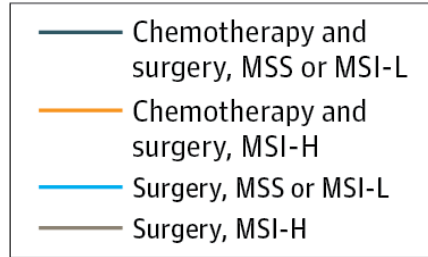 Chemotherapy and
surgery, MSS or MSI-L
Chemotherapy and
surgery, MSI-H
Surgery, MSS or MSI-L
Surgery, MSI-H